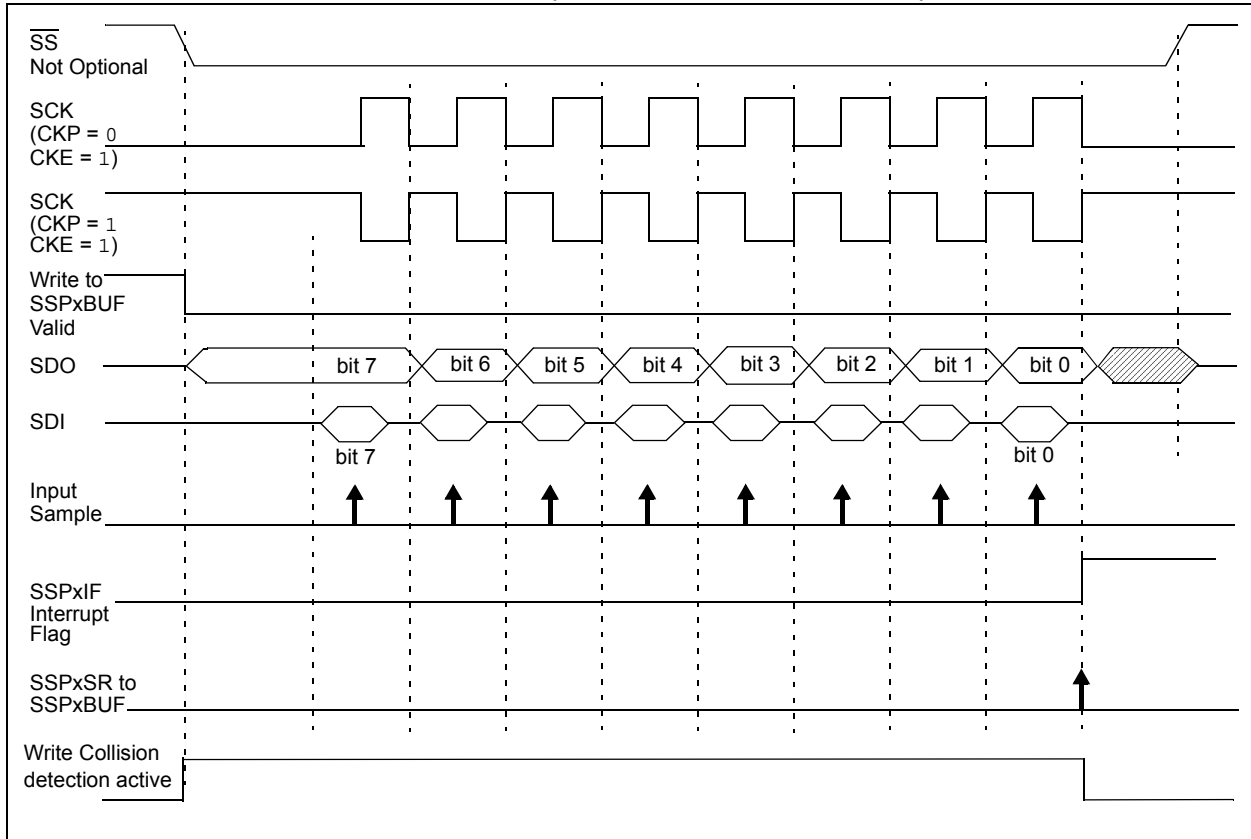 SS
Not Optional
SCK
(CKP = 0
CKE = 1)
SCK
(CKP = 1
CKE = 1)
Write to
SSPxBUF
Valid
SDO
bit 7 bit 6 bit 5 bit 4 bit 3 bit 2 bit 1 bit 0
SDI
bit 7 bit 0
Input
Sample
SSPxIF
Interrupt
Flag
SSPxSR to
SSPxBUF
Write Collision
detection active